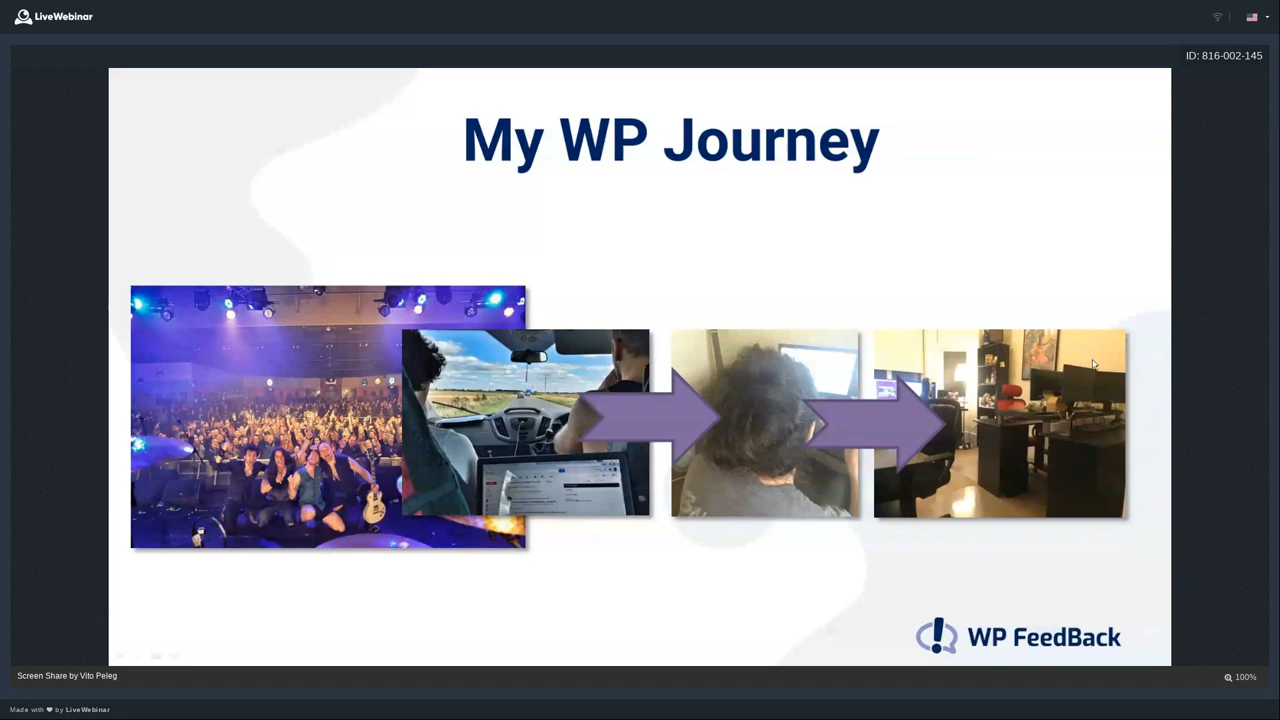 LiveWebinar
ID: 816-002-145
My WP Journey
WP FeedBack
Screen Share by Vito Peleg
100%
Made with ❤ by LiveWebinar